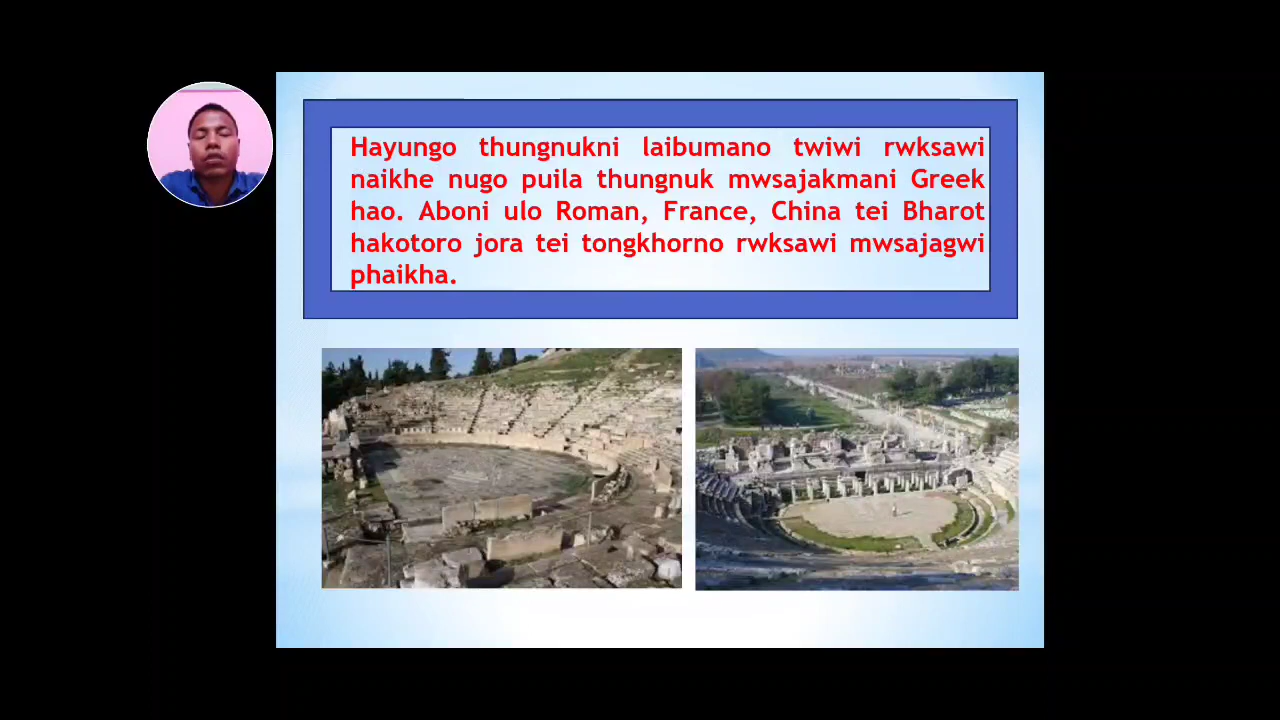 Hayungo thungnukni laibumano twiwi rwksawi
naikhe nugo puila thungnuk mwsajakmani Greek
hao. Aboni ulo Roman, France, China tei Bharot
hakotoro jora tei tongkhorno rwksawi mwsajagwi
phaikha.